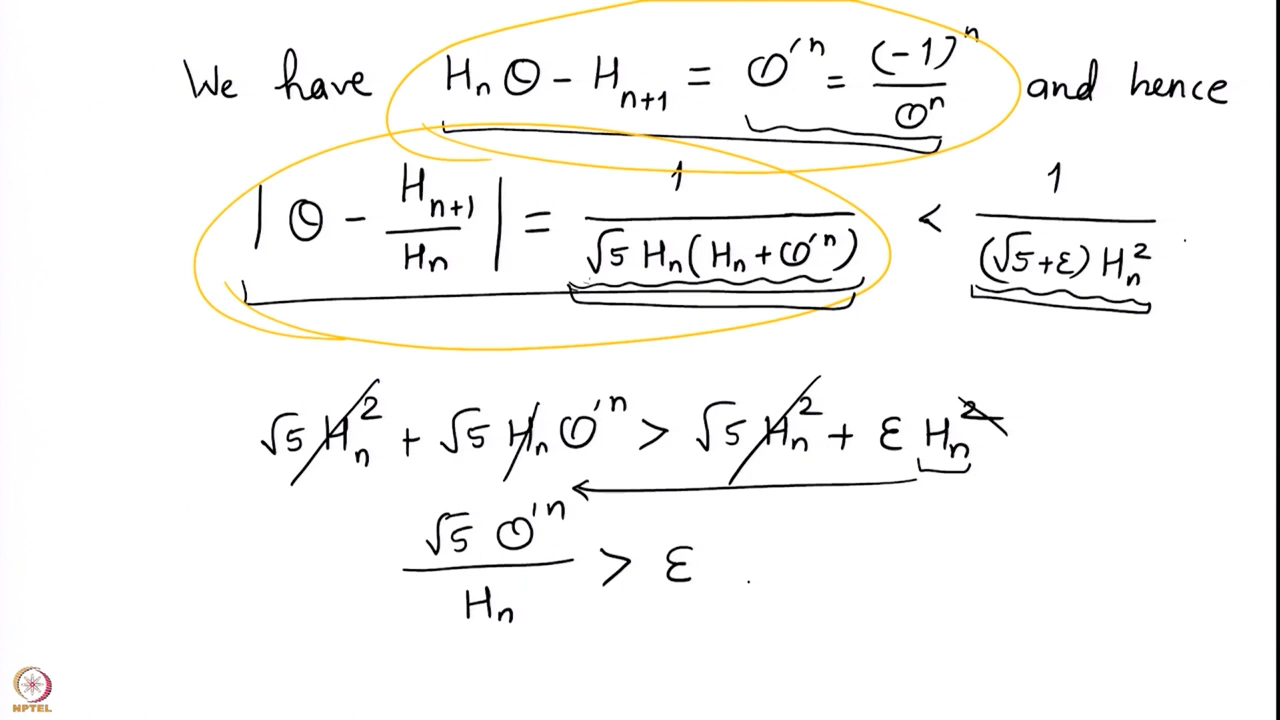 We have H_n Θ − H_{n+1} = Θ'^n = (-1)^n / Θ^n and hence
| Θ − H_{n+1} / H_n | = 1 / (√5 H_n (H_n + Θ'^n)) < 1 / ((√5 + ε) H_n^2)
√5 H_n^2 + √5 H_n Θ'^n > √5 H_n^2 + ε H_n^2
√5 Θ'^n / H_n > ε
NPTEL